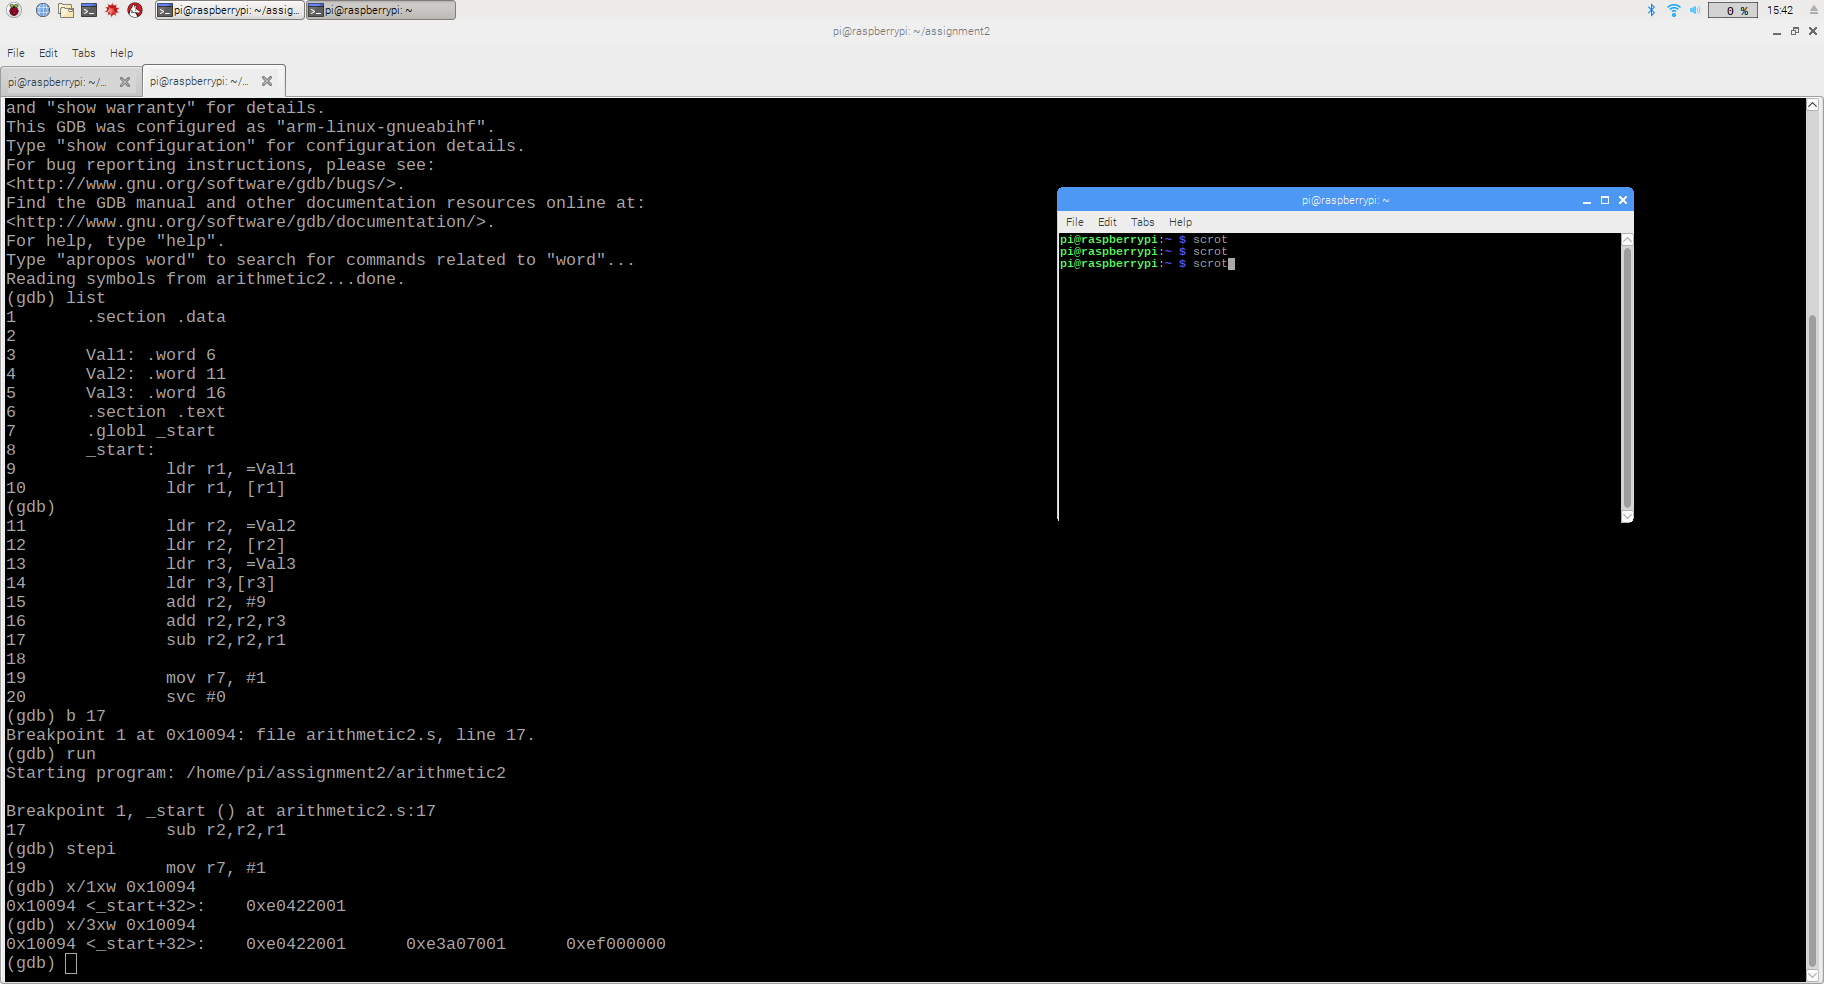 pi@raspberrypi: ~/assig...
pi@raspberrypi: ~
0 %
15:42
pi@raspberrypi: ~/assignment2
File Edit Tabs Help
pi@raspberrypi: ~/...
pi@raspberrypi: ~/...
and "show warranty" for details.
This GDB was configured as "arm-linux-gnueabihf".
Type "show configuration" for configuration details.
For bug reporting instructions, please see:
<http://www.gnu.org/software/gdb/bugs/>.
Find the GDB manual and other documentation resources online at:
<http://www.gnu.org/software/gdb/documentation/>.
For help, type "help".
Type "apropos word" to search for commands related to "word"...
Reading symbols from arithmetic2...done.
(gdb) list
1       .section .data
2
3       Val1: .word 6
4       Val2: .word 11
5       Val3: .word 16
6       .section .text
7       .globl _start
8       _start:
9               ldr r1, =Val1
10              ldr r1, [r1]
(gdb)
11              ldr r2, =Val2
12              ldr r2, [r2]
13              ldr r3, =Val3
14              ldr r3,[r3]
15              add r2, #9
16              add r2,r2,r3
17              sub r2,r2,r1
18
19              mov r7, #1
20              svc #0
(gdb) b 17
Breakpoint 1 at 0x10094: file arithmetic2.s, line 17.
(gdb) run
Starting program: /home/pi/assignment2/arithmetic2
Breakpoint 1, _start () at arithmetic2.s:17
17              sub r2,r2,r1
(gdb) stepi
19              mov r7, #1
(gdb) x/1xw 0x10094
0x10094 <_start+32>:    0xe0422001
(gdb) x/3xw 0x10094
0x10094 <_start+32>:    0xe0422001      0xe3a07001      0xef000000
(gdb)
pi@raspberrypi: ~
File Edit Tabs Help
pi@raspberrypi:~ $ scrot
pi@raspberrypi:~ $ scrot
pi@raspberrypi:~ $ scrot